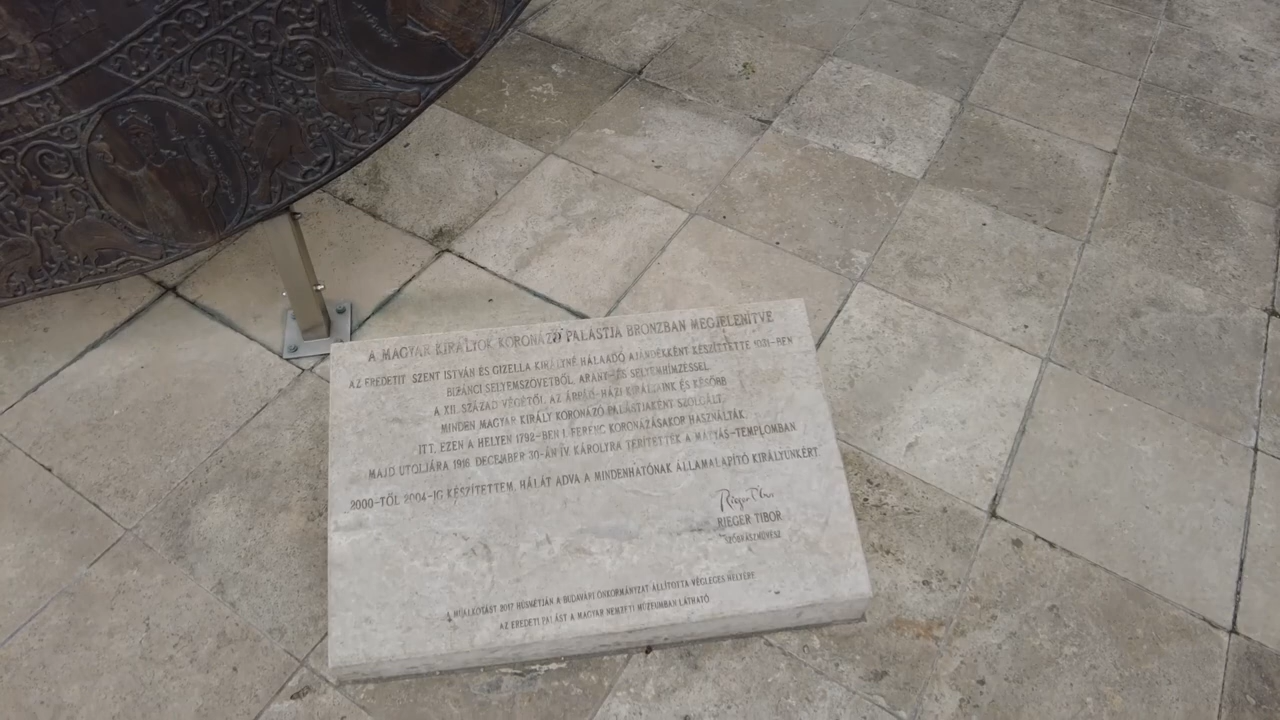 A MAGYAR KIRÁLYOK KORONÁZÓ PALÁSTJA BRONZBAN MEGJELENÍTVE
AZ EREDETIT SZENT ISTVÁN ÉS GIZELLA KIRÁLYNÉ HÁLAADÓ AJÁNDÉKKÉNT KÉSZÍTTETTE 1031-BEN
BIZÁNCI SELYEMSZÖVETBŐL, ARANY- ÉS SELYEMHÍMZÉSSEL.
A XII. SZÁZAD VÉGÉTŐL AZ ÁRPÁD-HÁZI KIRÁLYAINK ÉS KÉSŐBB
MINDEN MAGYAR KIRÁLY KORONÁZÓ PALÁSTJAKÉNT SZOLGÁLT.
ITT, EZEN A HELYEN 1792-BEN I. FERENC KORONÁZÁSAKOR HASZNÁLTÁK,
MAJD UTOLJÁRA 1916. DECEMBER 30-ÁN IV. KÁROLYRA TERÍTETTÉK A MÁTYÁS-TEMPLOMBAN.
2000-TŐL 2004-IG KÉSZÍTETTEM, HÁLÁT ADVA A MINDENHATÓNAK ÁLLAMALAPÍTÓ KIRÁLYUNKÉRT.
Rieger Tibor
RIEGER TIBOR
SZOBRÁSZMŰVÉSZ
A MŰALKOTÁST 2017 HÚSVÉTJÁN A BUDAVÁRI ÖNKORMÁNYZAT ÁLLÍTOTTA VÉGLEGES HELYÉRE
AZ EREDETI PALÁST A MAGYAR NEMZETI MÚZEUMBAN LÁTHATÓ